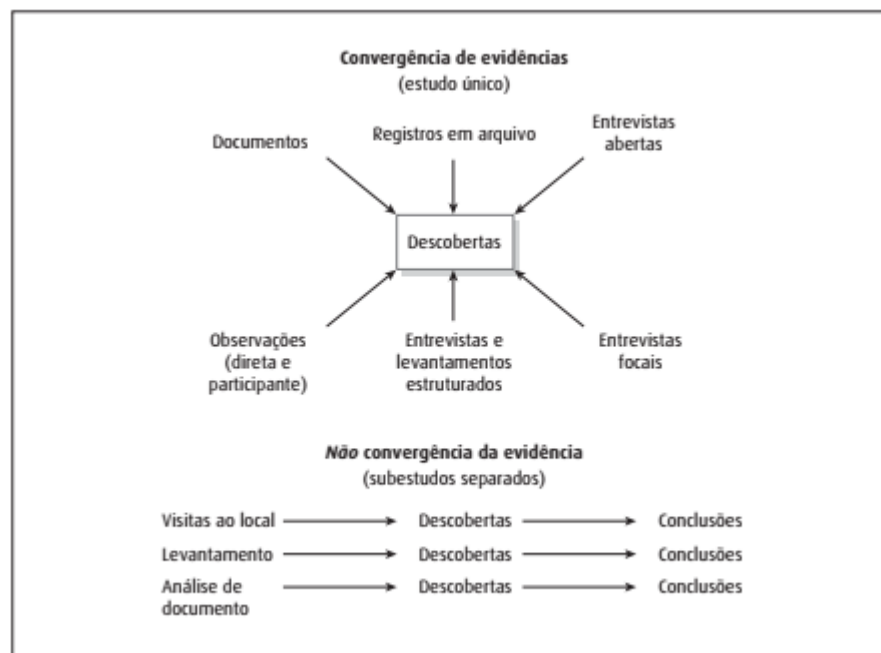 Convergência de evidências
(estudo único)
Documentos
Registros em arquivo
Entrevistas
abertas
Descobertas
Observações
(direta e
participante)
Entrevistas e
levantamentos
estruturados
Entrevistas
focais
Não convergência da evidência
(subestudos separados)
Visitas ao local Descobertas Conclusões
Levantamento Descobertas Conclusões
Análise de Descobertas Conclusões
documento